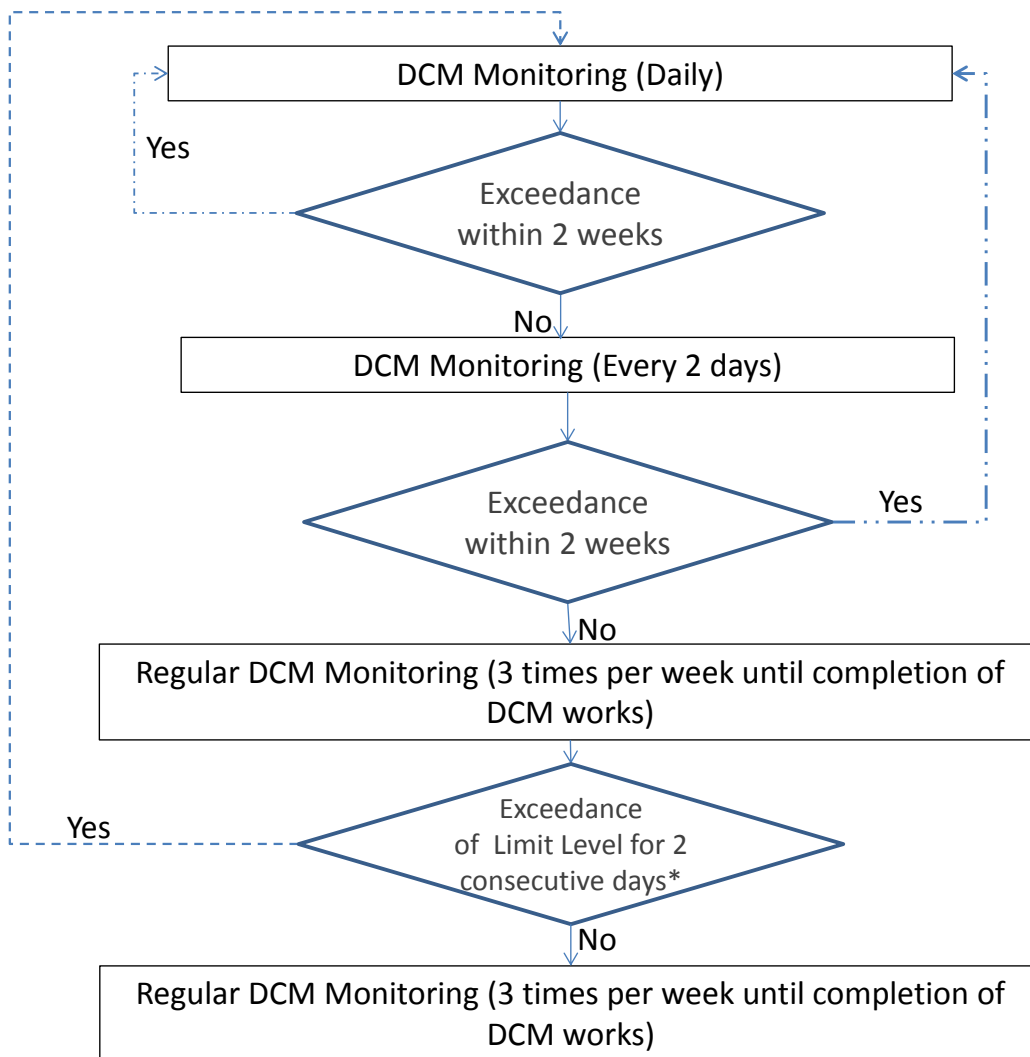 DCM Monitoring (Daily)
Yes
Exceedance
within 2 weeks
No
DCM Monitoring (Every 2 days)
Exceedance
within 2 weeks
Yes
No
Regular DCM Monitoring (3 times per week until completion of
DCM works)
Yes
Exceedance
of Limit Level for 2
consecutive days*
No
Regular DCM Monitoring (3 times per week until completion of
DCM works)